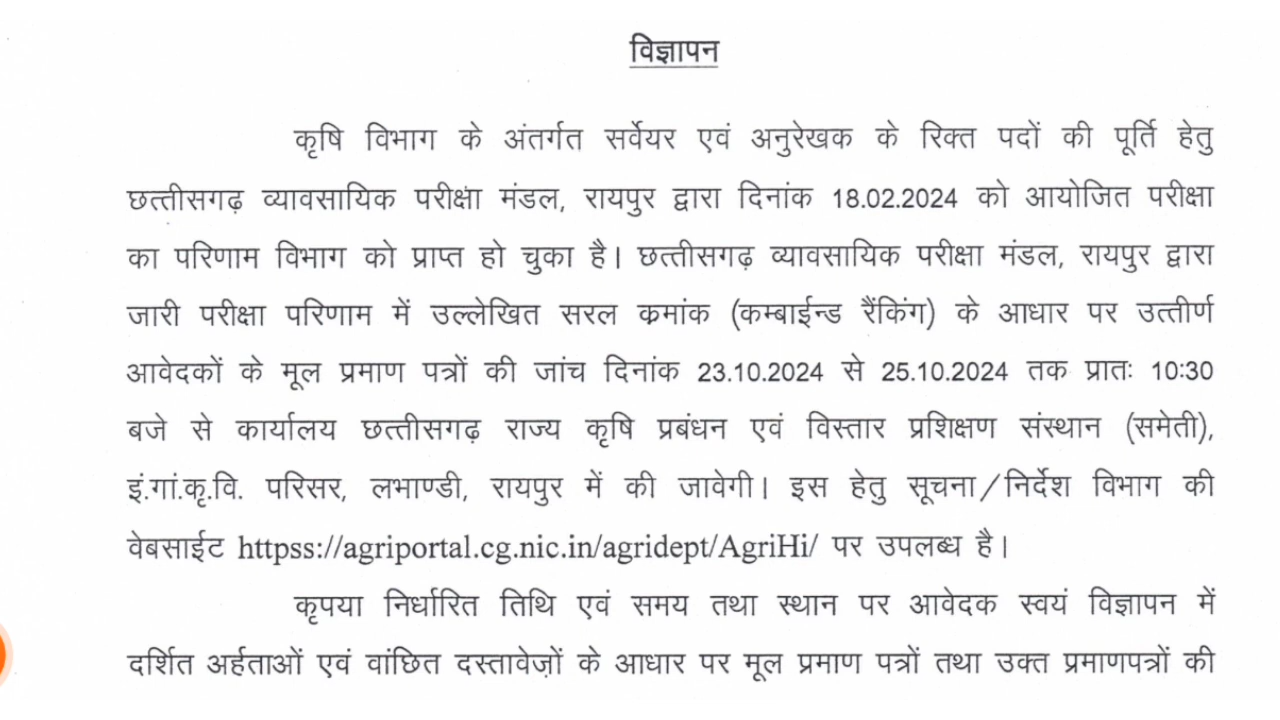 विज्ञापन
कृषि विभाग के अंतर्गत सर्वेयर एवं अनुरेखक के रिक्त पदों की पूर्ति हेतु
छत्तीसगढ़ व्यावसायिक परीक्षा मंडल, रायपुर द्वारा दिनांक 18.02.2024 को आयोजित परीक्षा
का परिणाम विभाग को प्राप्त हो चुका है। छत्तीसगढ़ व्यावसायिक परीक्षा मंडल, रायपुर द्वारा
जारी परीक्षा परिणाम में उल्लेखित सरल क्रमांक (कम्बाईन्ड रैंकिंग) के आधार पर उत्तीर्ण
आवेदकों के मूल प्रमाण पत्रों की जांच दिनांक 23.10.2024 से 25.10.2024 तक प्रातः 10:30
बजे से कार्यालय छत्तीसगढ़ राज्य कृषि प्रबंधन एवं विस्तार प्रशिक्षण संस्थान (समेती),
इं.गां.कृ.वि. परिसर, लभाण्डी, रायपुर में की जावेगी। इस हेतु सूचना/निर्देश विभाग की
वेबसाईट httpss://agriportal.cg.nic.in/agridept/AgriHi/ पर उपलब्ध है।
कृपया निर्धारित तिथि एवं समय तथा स्थान पर आवेदक स्वयं विज्ञापन में
दर्शित अर्हताओं एवं वांछित दस्तावेज़ों के आधार पर मूल प्रमाण पत्रों तथा उक्त प्रमाणपत्रों की